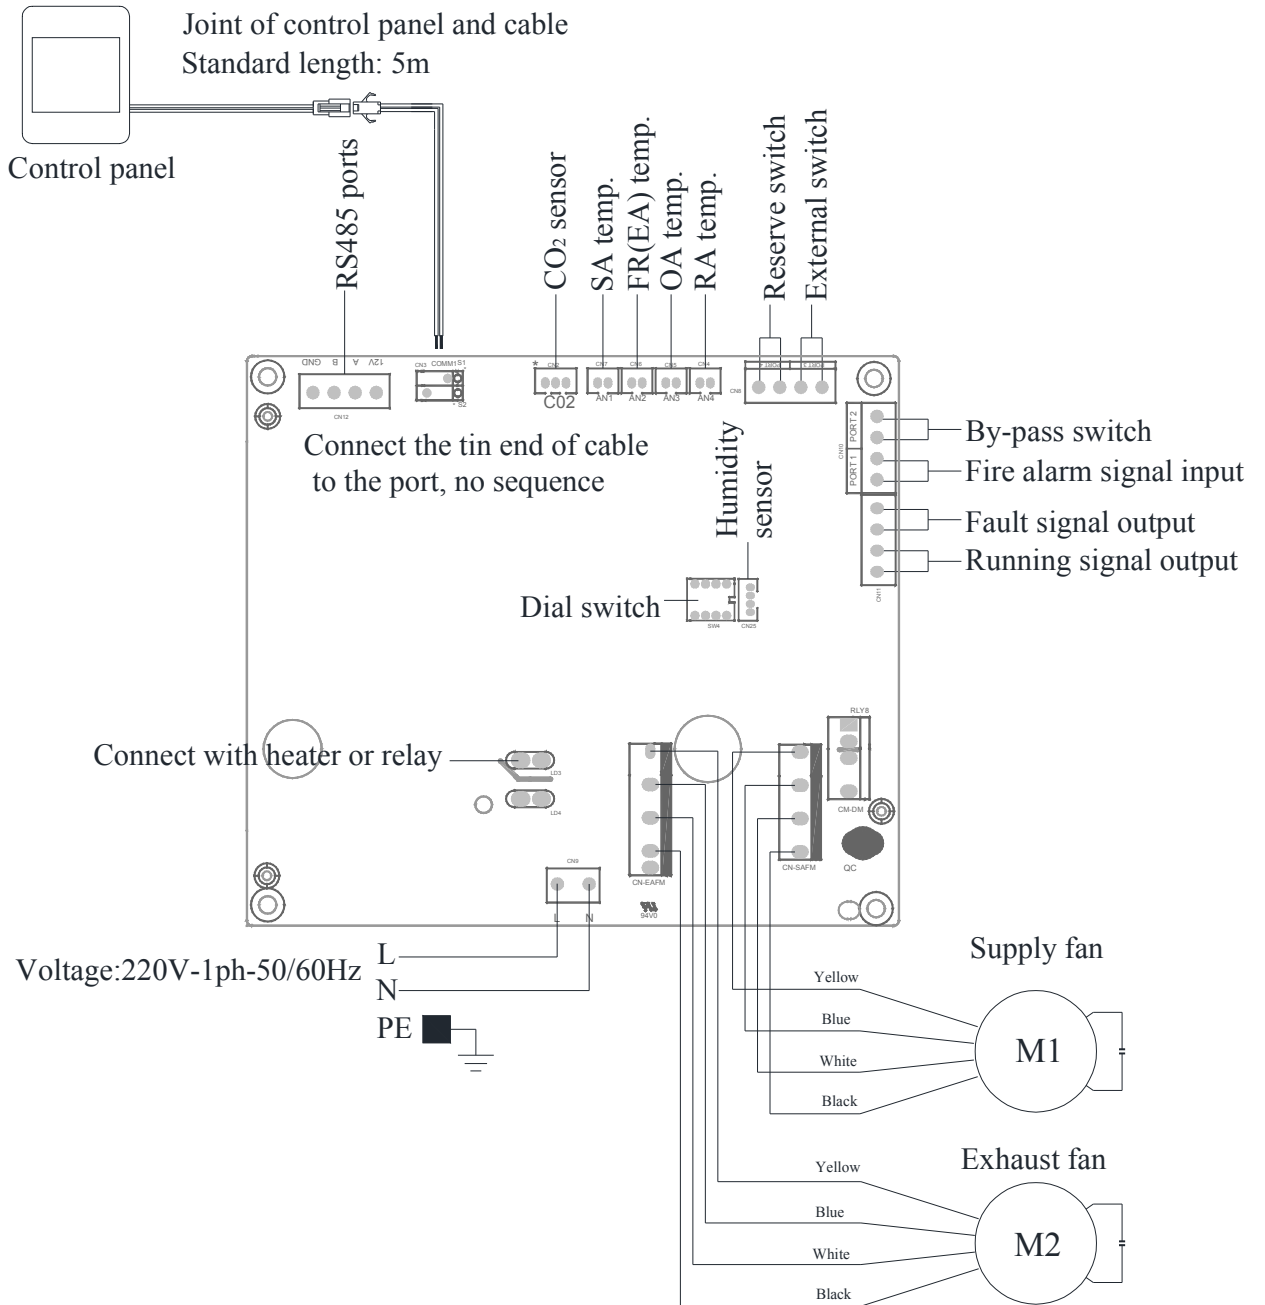 Joint of control panel and cable
Standard length: 5m
Control panel
RS485 ports
CO2 sensor
SA temp.
FR(EA) temp.
OA temp.
RA temp.
Reserve switch
External switch
GND B A 12V
CN12
CN3
COMM1
S1
* S2
*
CN2
C02
CN7
AN1
CN6
AN2
CN5
AN3
CN4
AN4
CN8
PORT 4
PORT 3
Connect the tin end of cable
to the port, no sequence
Humidity
sensor
PORT 2
PORT 1
CN10
By-pass switch
Fire alarm signal input
Fault signal output
Running signal output
CN11
Dial switch
SW4
CN25
Connect with heater or relay
LD3
LD4
RLY8
CM-DM
CN-EAFM
CN-SAFM
QC
CN9
L N
94V0
Voltage:220V-1ph-50/60Hz
L
N
PE
Supply fan
Yellow
Blue
White
Black
M1
Exhaust fan
Yellow
Blue
White
Black
M2